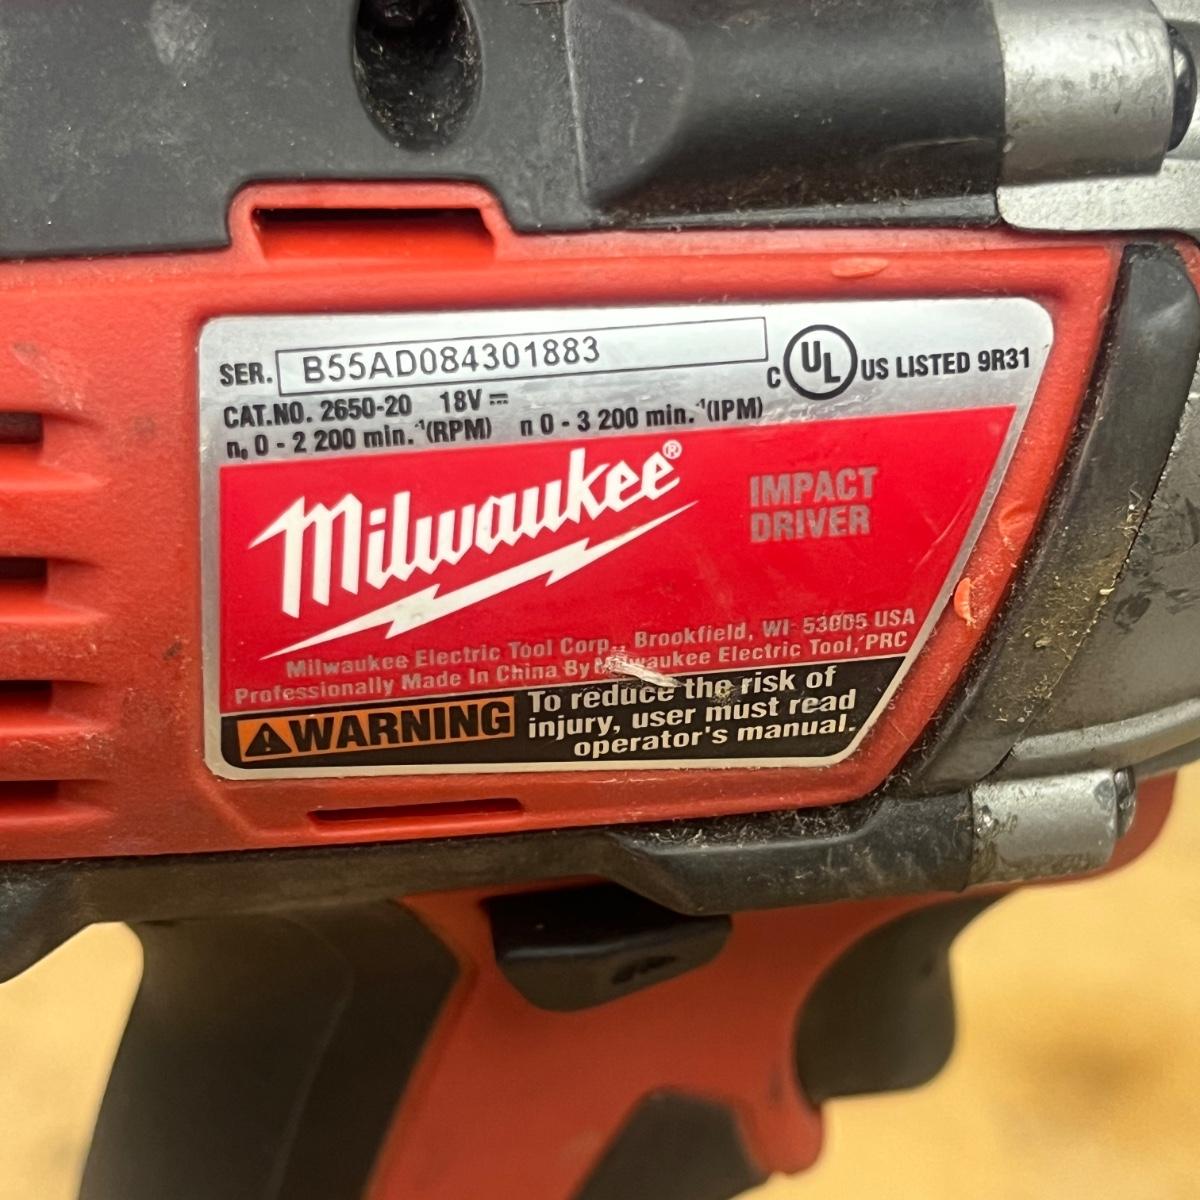 SER. B55AD084301883
C UL US LISTED 9R31
CAT.NO. 2650-20 18V ⎓
n₀ 0 - 2 200 min.⁻¹(RPM) n 0 - 3 200 min.⁻¹(IPM)
Milwaukee®
IMPACT
DRIVER
Milwaukee Electric Tool Corp., Brookfield, WI 53005 USA
Professionally Made In China By Milwaukee Electric Tool, PRC
WARNING
To reduce the risk of
injury, user must read
operator's manual.